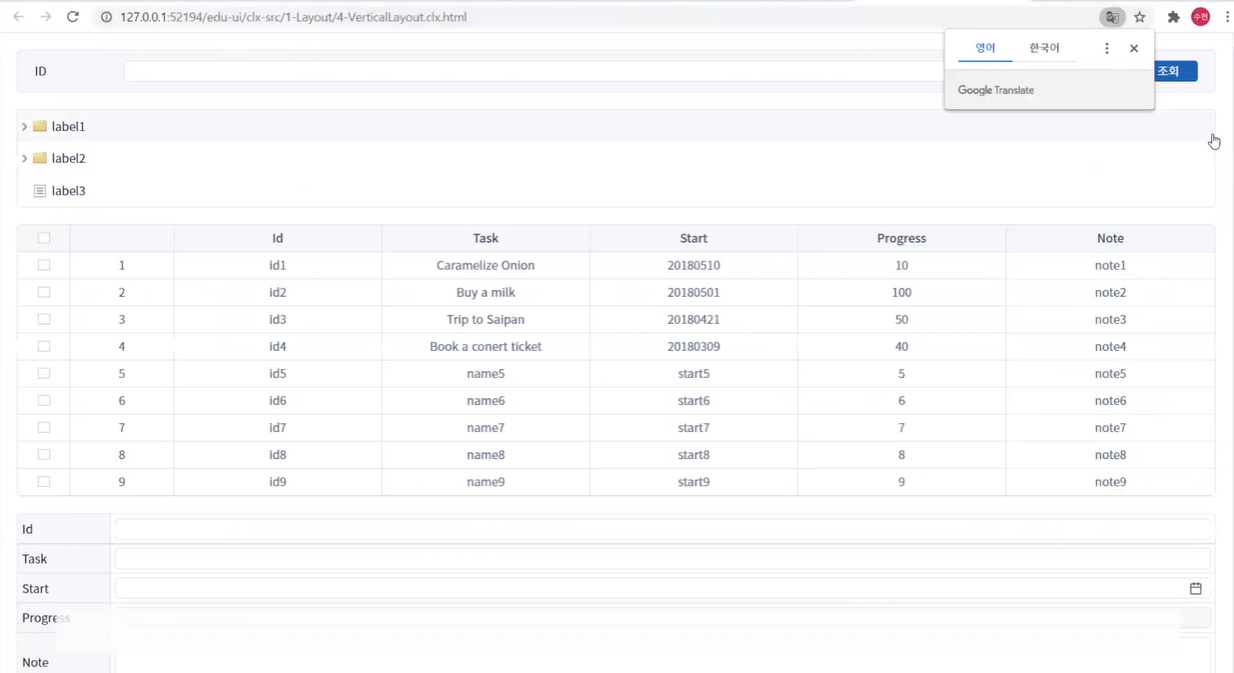 127.0.0.1:52194/edu-ui/clx-src/1-Layout/4-VerticalLayout.clx.html
수현
영어 한국어
Google Translate
ID 조회
label1
label2
label3
Id Task Start Progress Note
1 id1 Caramelize Onion 20180510 10 note1
2 id2 Buy a milk 20180501 100 note2
3 id3 Trip to Saipan 20180421 50 note3
4 id4 Book a conert ticket 20180309 40 note4
5 id5 name5 start5 5 note5
6 id6 name6 start6 6 note6
7 id7 name7 start7 7 note7
8 id8 name8 start8 8 note8
9 id9 name9 start9 9 note9
Id
Task
Start
Progress
Note